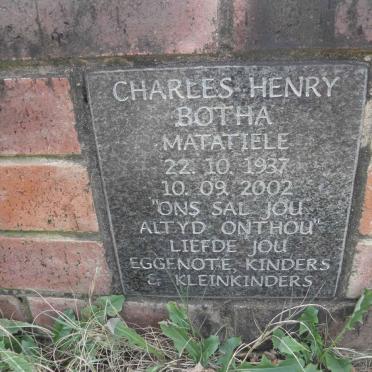 CHARLES HENRY
BOTHA
MATATIELE
22. 10. 1937
10. 09. 2002
"ONS SAL JOU
ALTYD ONTHOU"
LIEFDE JOU
EGGENOTE, KINDERS
& KLEINKINDERS